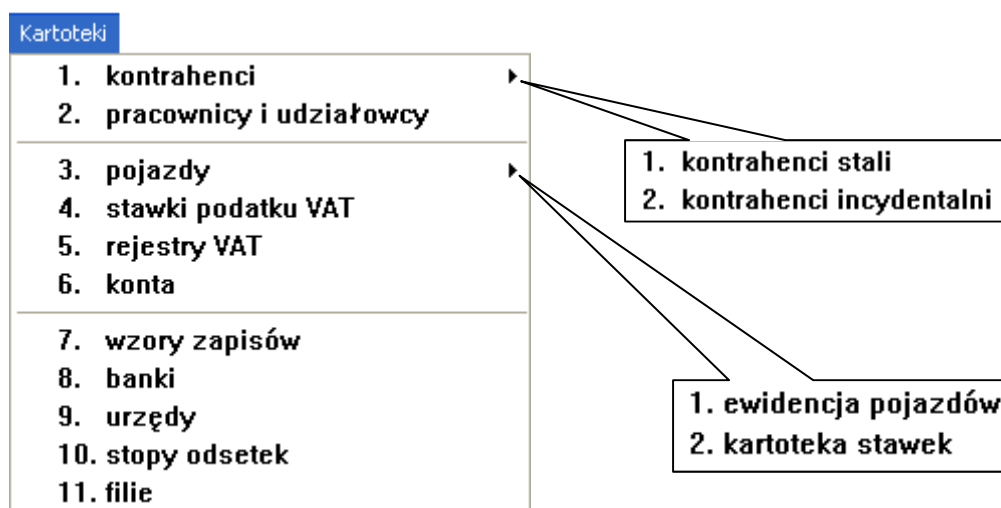 Kartoteki
1. kontrahenci
2. pracownicy i udziałowcy
3. pojazdy
4. stawki podatku VAT
5. rejestry VAT
6. konta
7. wzory zapisów
8. banki
9. urzędy
10. stopy odsetek
11. filie
1. kontrahenci stali
2. kontrahenci incydentalni
1. ewidencja pojazdów
2. kartoteka stawek